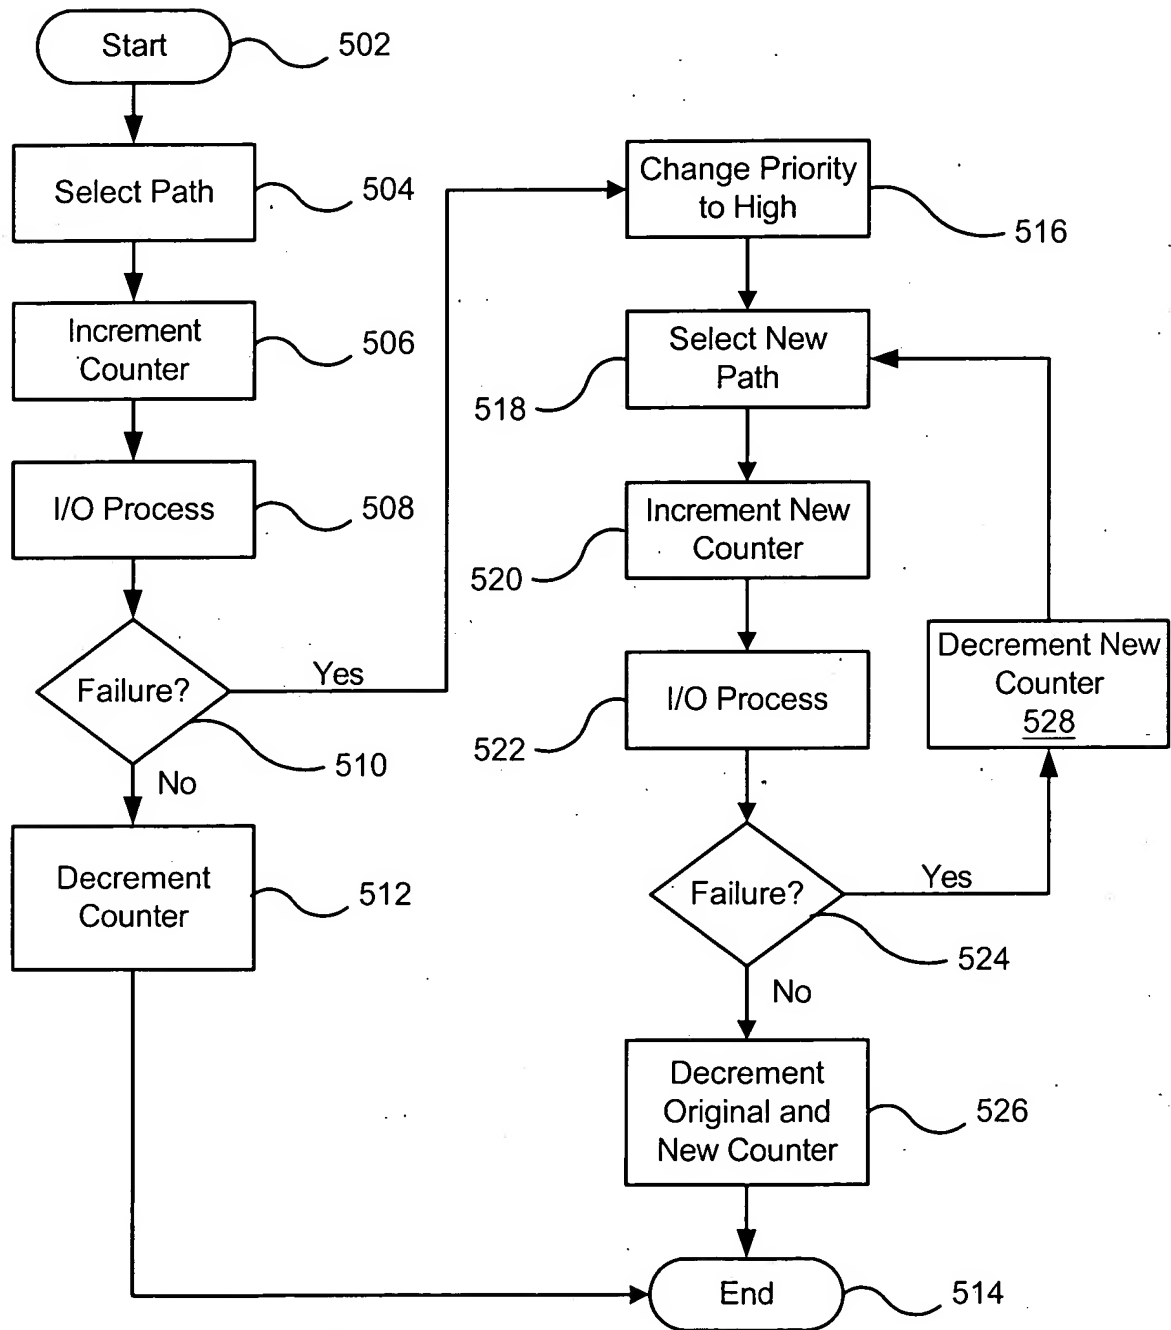 Start
502
Select Path
504
Increment
Counter
506
I/O Process
508
Failure?
Yes
510
No
Decrement
Counter
512
Change Priority
to High
516
Select New
Path
518
Increment New
Counter
520
I/O Process
522
Failure?
Yes
524
No
Decrement New
Counter
528
Decrement
Original and
New Counter
526
End
514